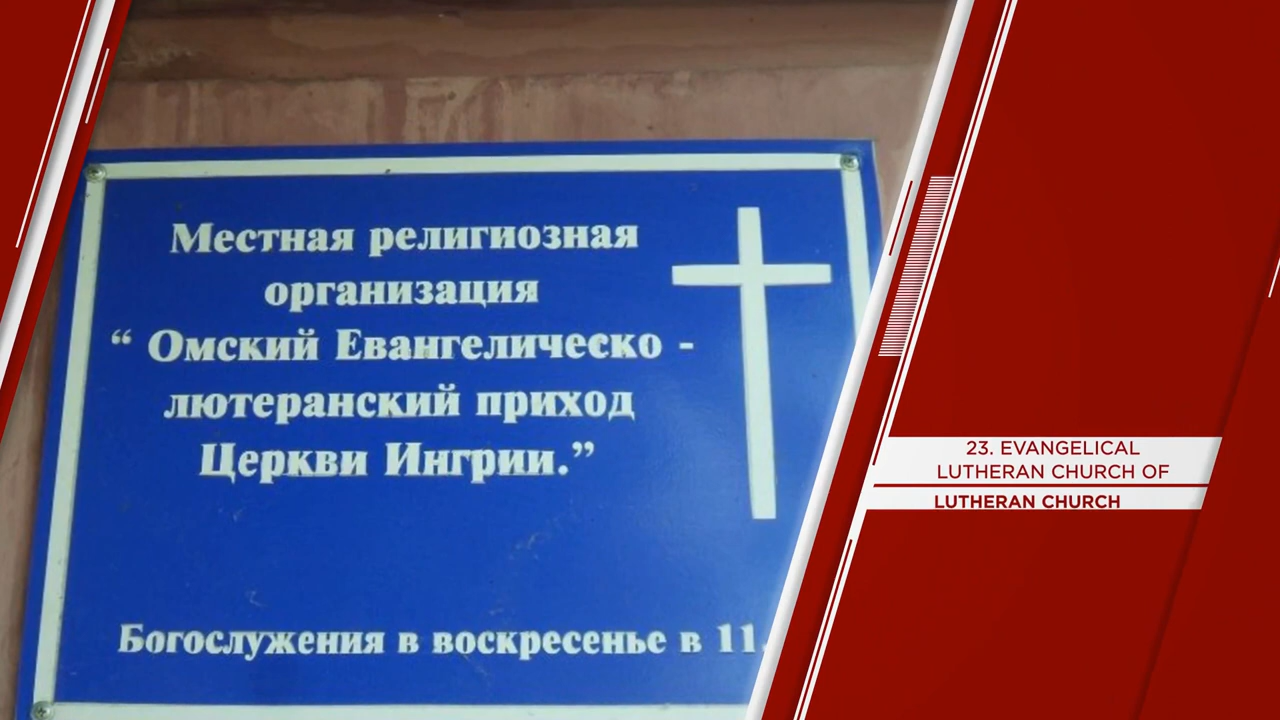 Местная религиозная
организация
“ Омский Евангелическо -
лютеранский приход
Церкви Ингрии.”
Богослужения в воскресенье в 11.
23. EVANGELICAL
LUTHERAN CHURCH OF
LUTHERAN CHURCH